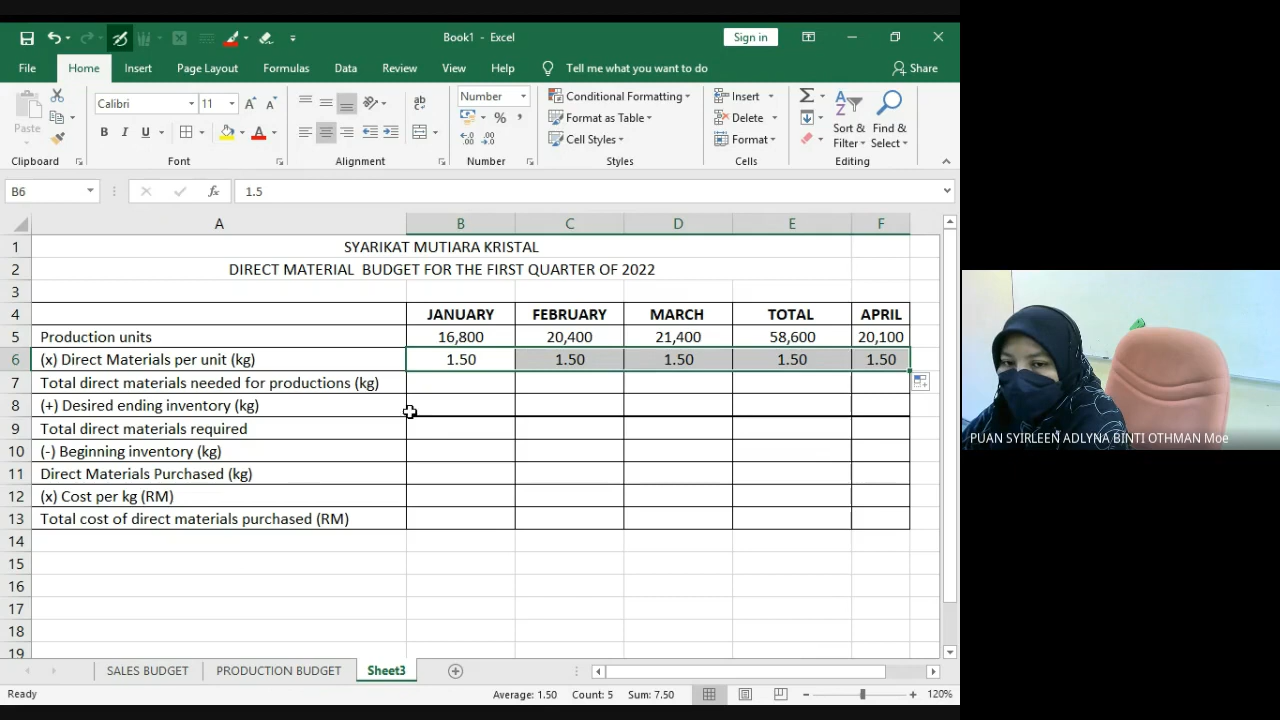 Book1 - Excel
Sign in
File Home Insert Page Layout Formulas Data Review View Help Tell me what you want to do Share
Paste
Calibri 11
B I U
Number
% ,
Conditional Formatting
Format as Table
Cell Styles
Insert
Delete
Format
Sort & Filter
Find & Select
Clipboard Font Alignment Number Styles Cells Editing
B6 fx 1.5
A B C D E F
1 SYARIKAT MUTIARA KRISTAL
2 DIRECT MATERIAL BUDGET FOR THE FIRST QUARTER OF 2022
3
4 JANUARY FEBRUARY MARCH TOTAL APRIL
5 Production units 16,800 20,400 21,400 58,600 20,100
6 (x) Direct Materials per unit (kg) 1.50 1.50 1.50 1.50 1.50
7 Total direct materials needed for productions (kg)
8 (+) Desired ending inventory (kg)
9 Total direct materials required
10 (-) Beginning inventory (kg)
11 Direct Materials Purchased (kg)
12 (x) Cost per kg (RM)
13 Total cost of direct materials purchased (RM)
14
15
16
17
18
19
SALES BUDGET PRODUCTION BUDGET Sheet3
Ready Average: 1.50 Count: 5 Sum: 7.50 120%
PUAN SYIRLEEN ADLYNA BINTI OTHMAN Moe